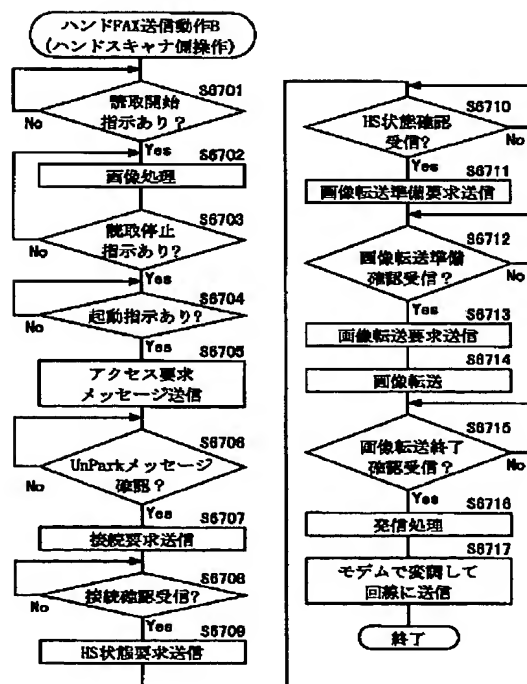 ハンドFAX送信動作B
(ハンドスキャナ側操作)
S6701
読取開始
指示あり?
No
Yes
S6702
画像処理
S6703
読取停止
指示あり?
No
Yes
S6704
起動指示あり?
No
Yes
S6705
アクセス要求
メッセージ送信
S6706
UnParkメッセージ
確認?
No
Yes
S6707
接続要求送信
S6708
接続確認受信?
No
Yes
S6709
HS状態要求送信
S6710
HS状態確認
受信?
No
Yes
S6711
画像転送準備要求送信
S6712
画像転送準備
確認受信?
No
Yes
S6713
画像転送要求送信
S6714
画像転送
S6715
画像転送終了
確認受信?
No
Yes
S6716
発信処理
S6717
モデムで変調して
回線に送信
終了